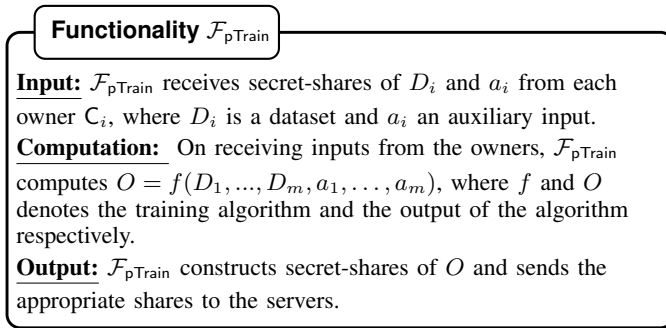 Functionality F_pTrain
Input: F_pTrain receives secret-shares of D_i and a_i from each
owner C_i, where D_i is a dataset and a_i an auxiliary input.
Computation: On receiving inputs from the owners, F_pTrain
computes O = f(D_1, ..., D_m, a_1, . . . , a_m), where f and O
denotes the training algorithm and the output of the algorithm
respectively.
Output: F_pTrain constructs secret-shares of O and sends the
appropriate shares to the servers.